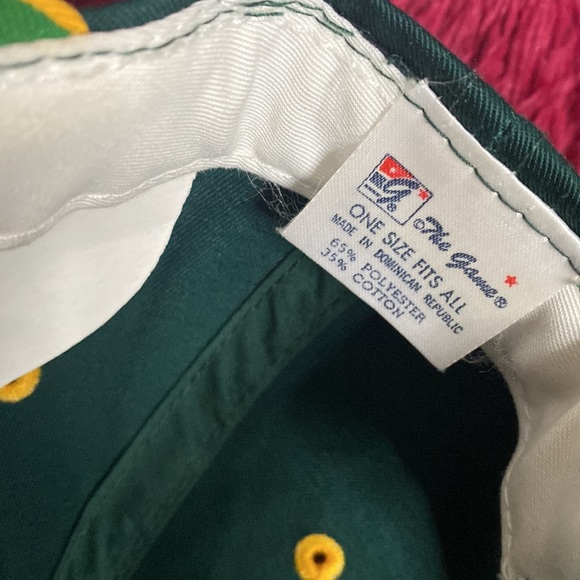 G
©The Game®
ONE SIZE FITS ALL
MADE IN DOMINICAN REPUBLIC
65% POLYESTER
35% COTTON